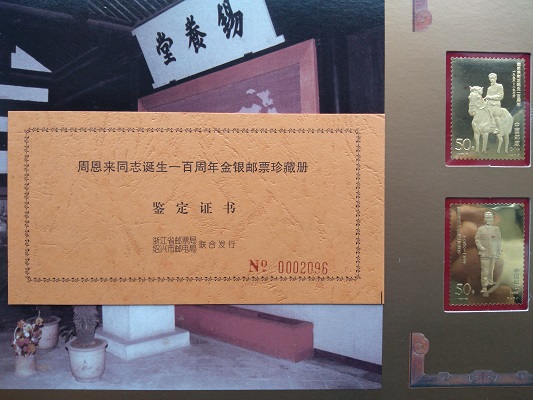 錫養堂
周恩来同志诞生一百周年金银邮票珍藏册
鉴定证书
浙江省邮票局
绍兴市邮电局
联合发行
No 0002096
50分
50分